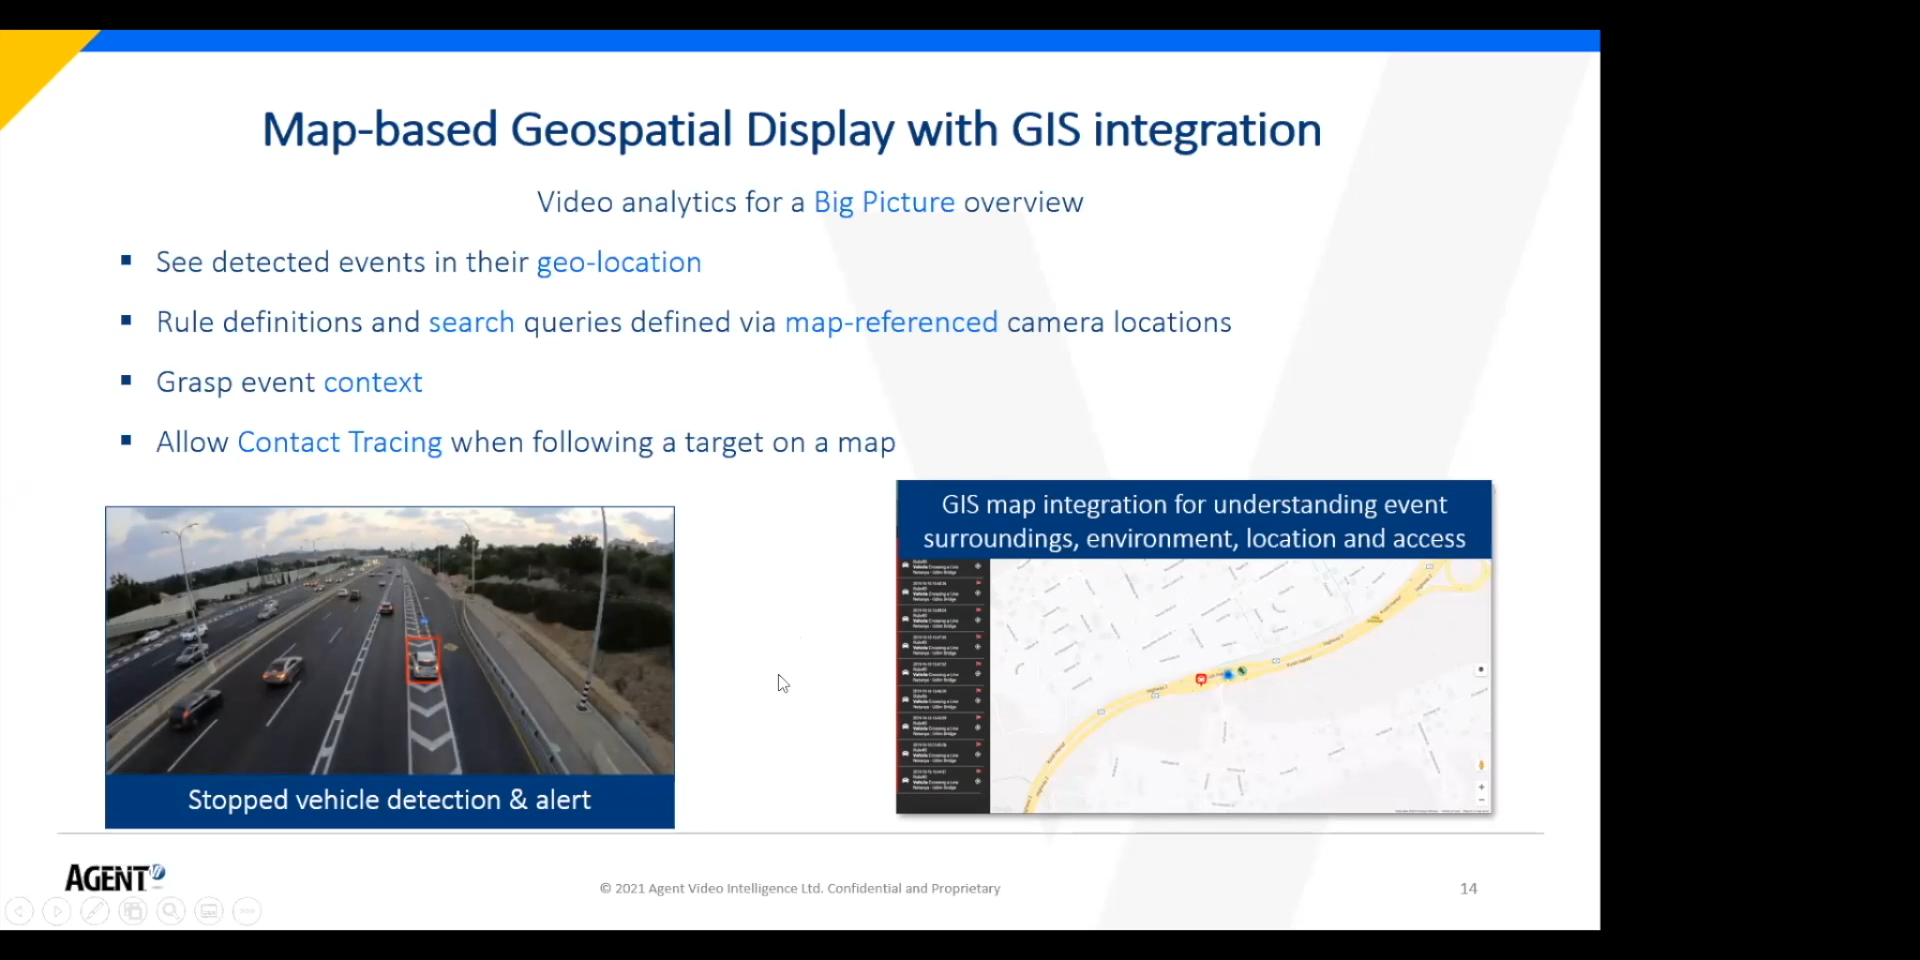 Map-based Geospatial Display with GIS integration
Video analytics for a Big Picture overview
See detected events in their geo-location
Rule definitions and search queries defined via map-referenced camera locations
Grasp event context
Allow Contact Tracing when following a target on a map
GIS map integration for understanding event
surroundings, environment, location and access
Stopped vehicle detection & alert
AGENT
© 2021 Agent Video Intelligence Ltd. Confidential and Proprietary
14